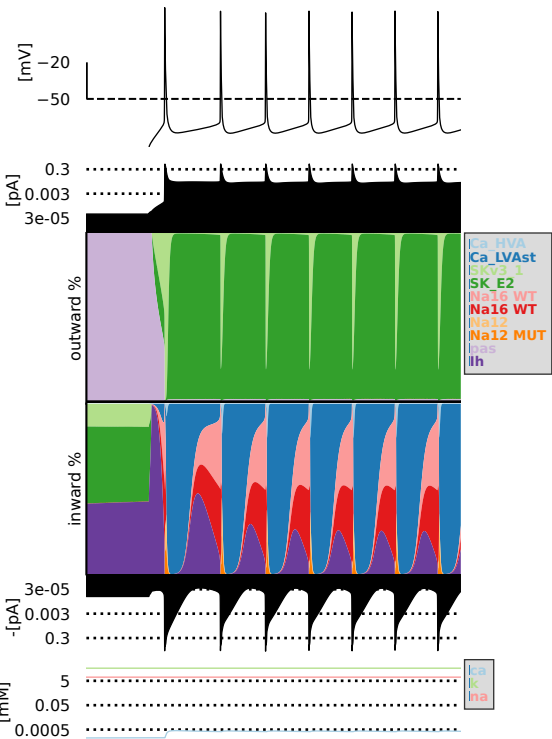 [mV]
−20
−50
[pA]
0.3
0.003
3e-05
outward %
Ca_HVA
Ca_LVAst
SKv3_1
SK_E2
Na16 WT
Na16 WT
Na12
Na12 MUT
pas
Ih
inward %
-[pA]
3e-05
0.003
0.3
[mM]
5
0.05
0.0005
ca
k
na